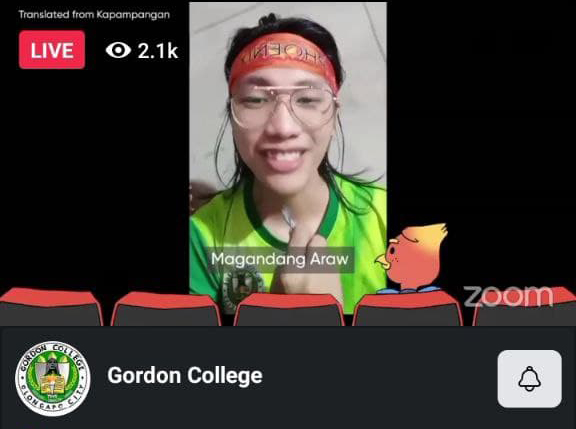 Translated from Kapampangan
LIVE
2.1k
PHOENIX
Magandang Araw
zoom
GORDON COLLEGE
OLONGAPO CITY
Gordon College